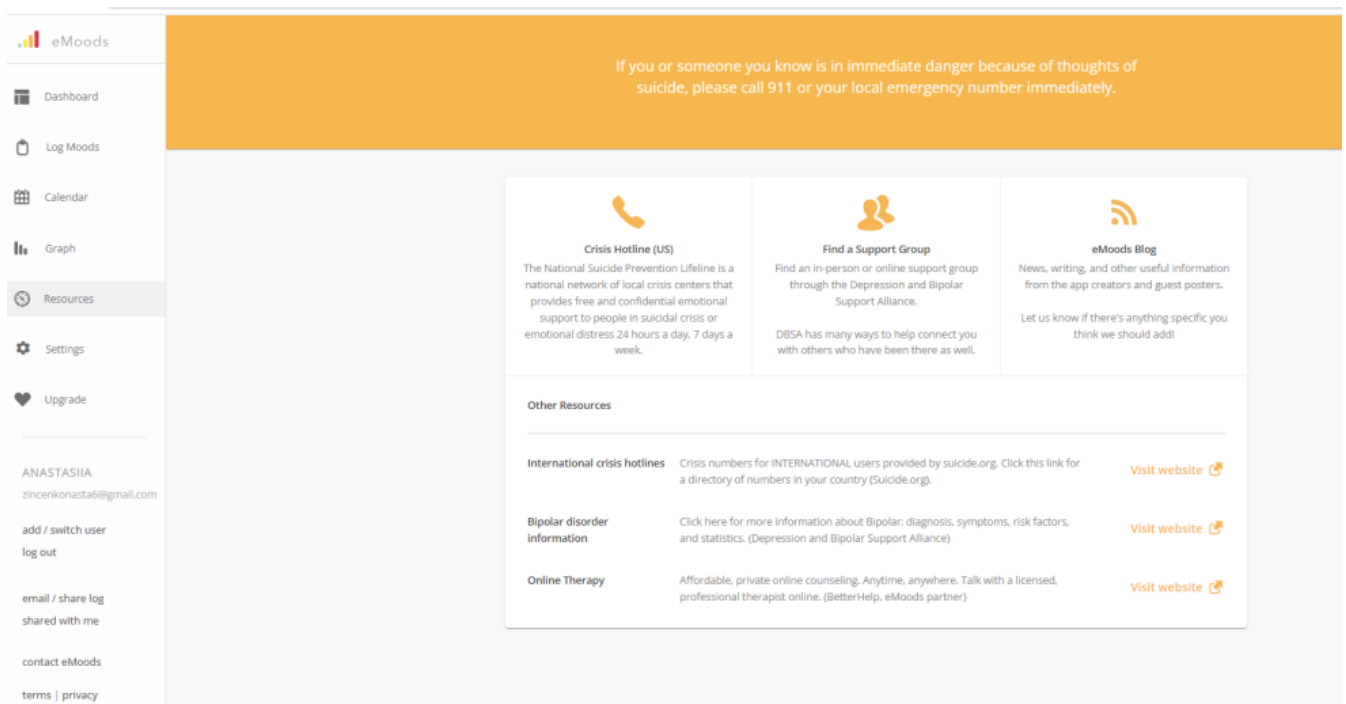 eMoods
Dashboard
Log Moods
Calendar
Graph
Resources
Settings
Upgrade
ANASTASIIA
zincenkonasta6@gmail.com
add / switch user
log out
email / share log
shared with me
contact eMoods
terms | privacy
If you or someone you know is in immediate danger because of thoughts of
suicide, please call 911 or your local emergency number immediately.
Crisis Hotline (US)
The National Suicide Prevention Lifeline is a
national network of local crisis centers that
provides free and confidential emotional
support to people in suicidal crisis or
emotional distress 24 hours a day, 7 days a
week.
Find a Support Group
Find an in-person or online support group
through the Depression and Bipolar
Support Alliance.
DBSA has many ways to help connect you
with others who have been there as well.
eMoods Blog
News, writing, and other useful information
from the app creators and guest posters.
Let us know if there's anything specific you
think we should add!
Other Resources
International crisis hotlines
Crisis numbers for INTERNATIONAL users provided by suicide.org. Click this link for
a directory of numbers in your country (Suicide.org).
Visit website
Bipolar disorder
information
Click here for more information about Bipolar: diagnosis, symptoms, risk factors,
and statistics. (Depression and Bipolar Support Alliance)
Visit website
Online Therapy
Affordable, private online counseling. Anytime, anywhere. Talk with a licensed,
professional therapist online. (BetterHelp, eMoods partner)
Visit website